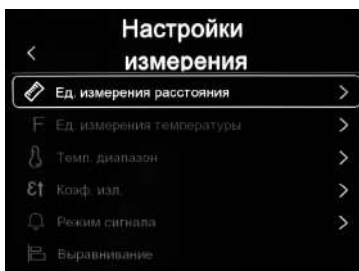 Настройки
измерения
Ед. измерения расстояния
F Ед. измерения температуры
Темп. диапазон
ε Коэф. изл.
Режим сигнала
Выравнивание